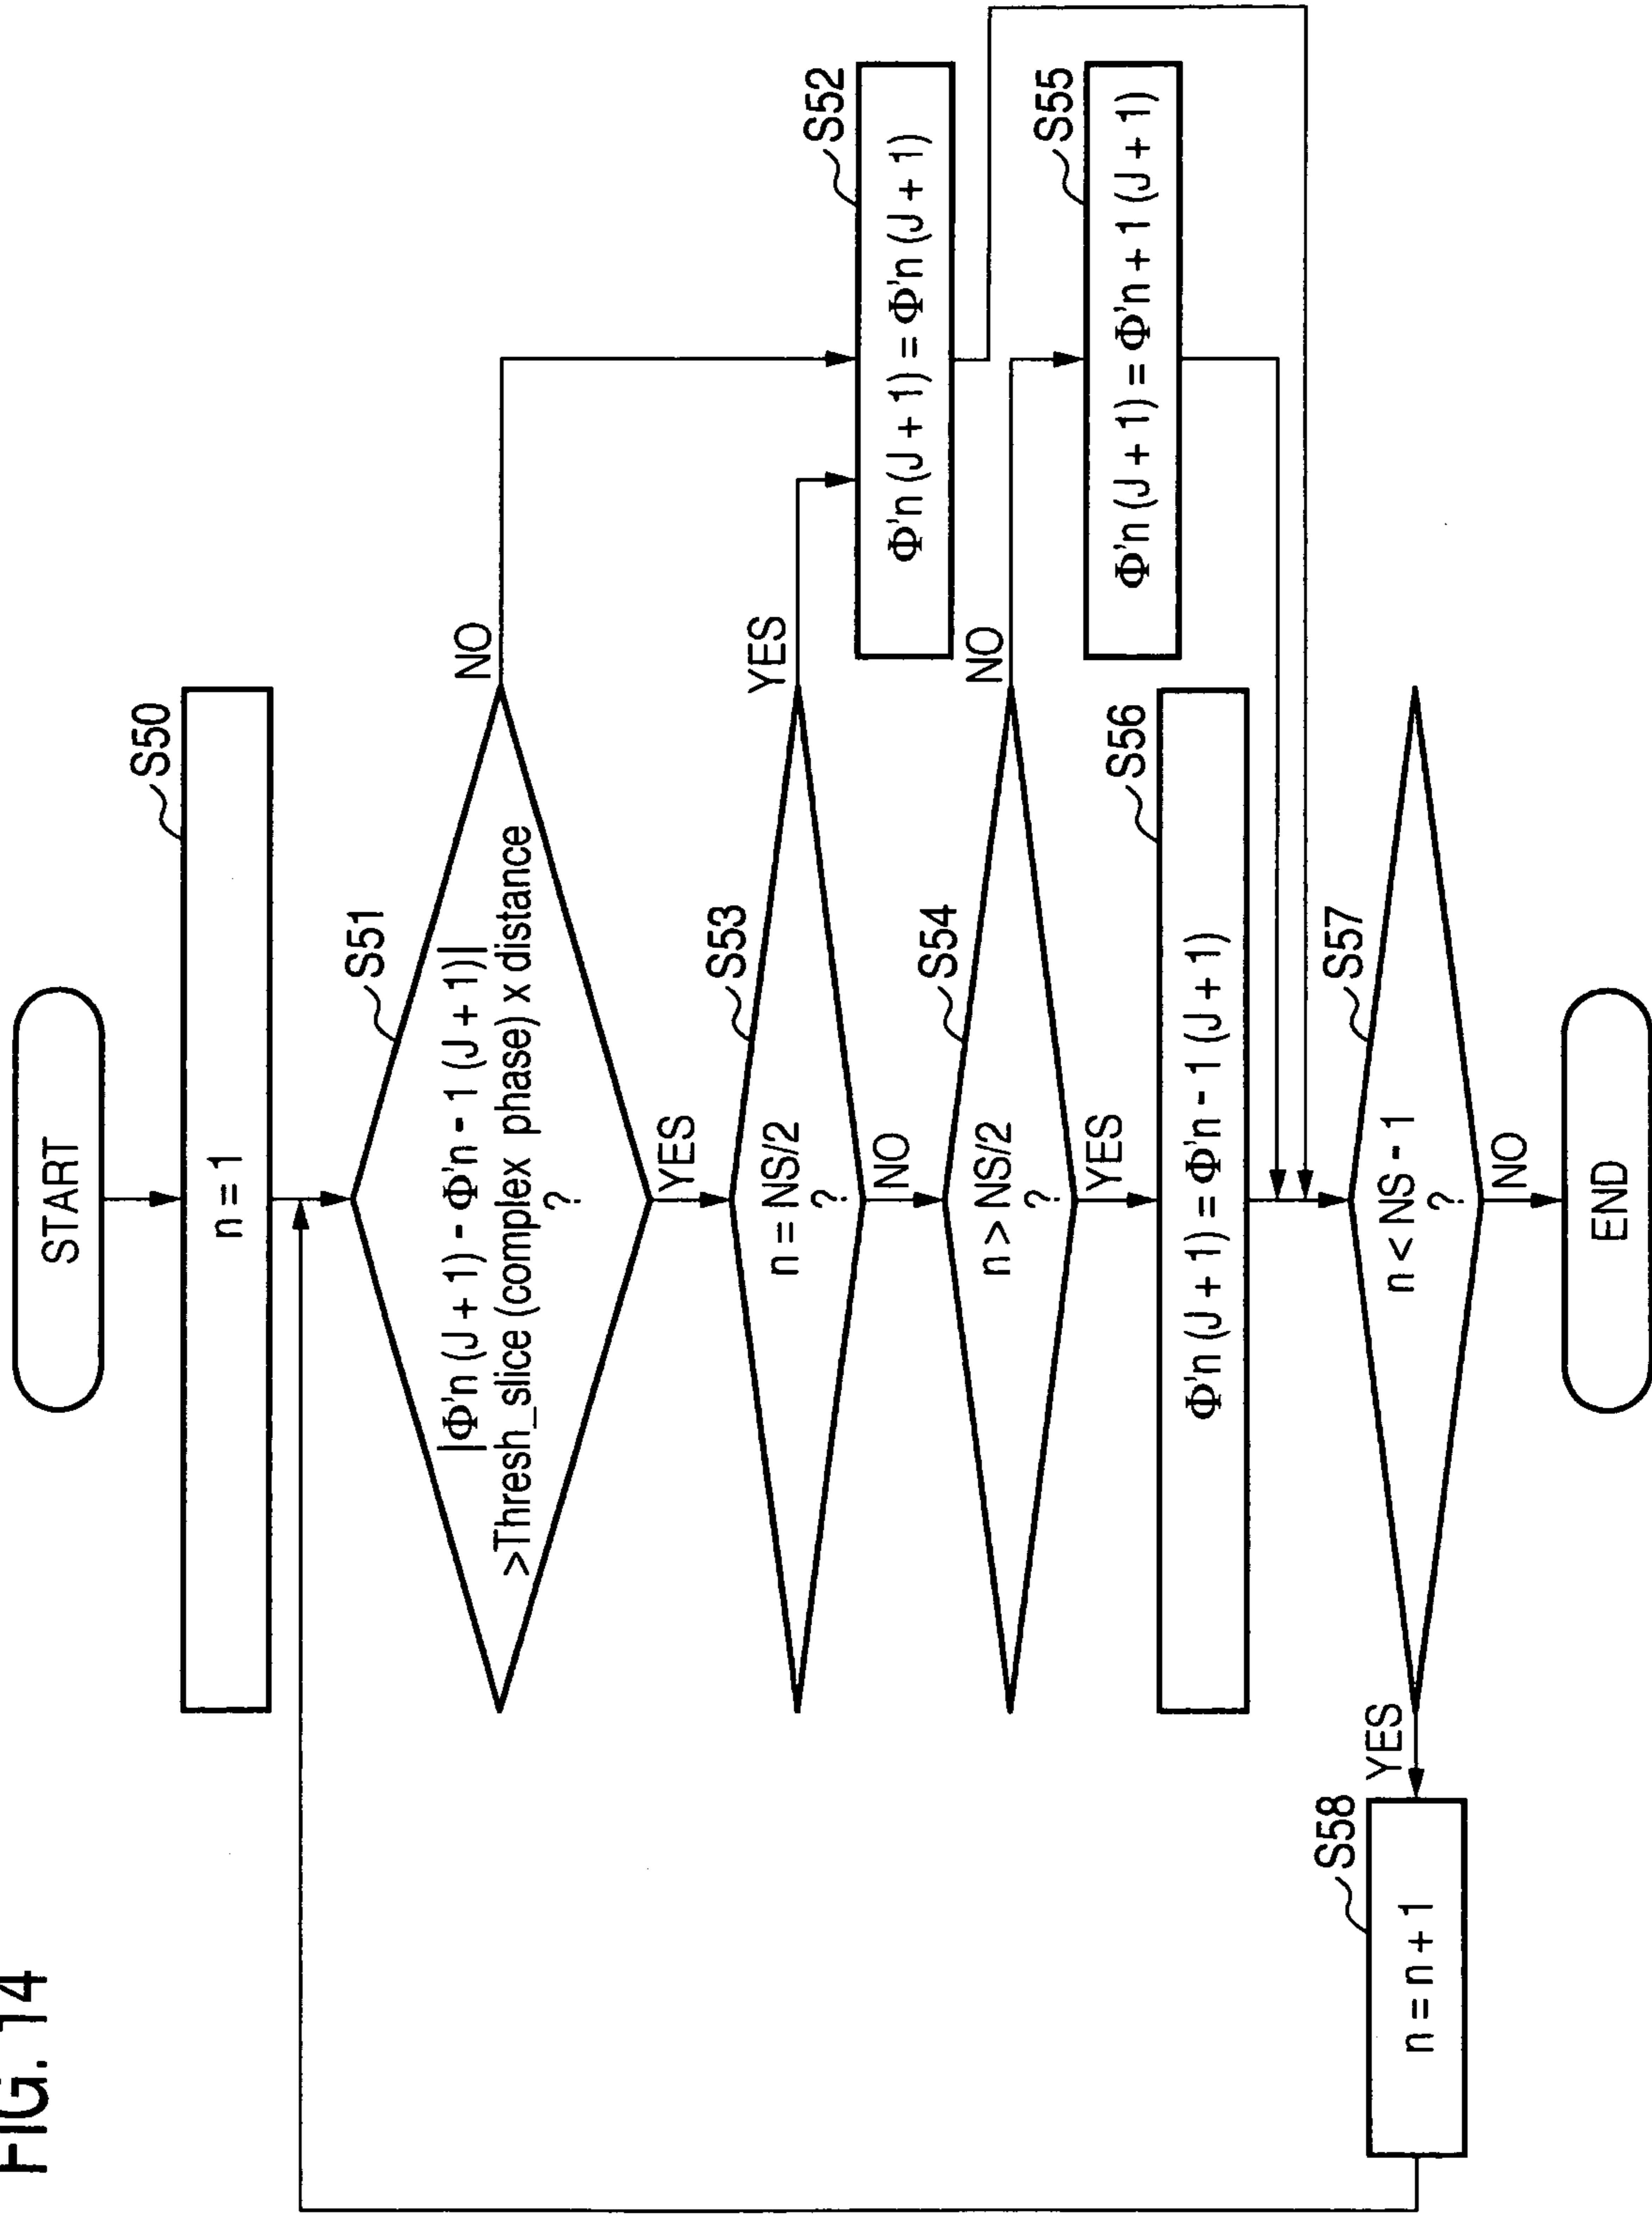 FIG. 14
START
S50
n = 1
S51
|Φ'n (J + 1) - Φ'n - 1 (J + 1)|
>Thresh_slice (complex phase) x distance
?
NO
YES
S53
n = NS/2
?
YES
NO
S52
Φ'n (J + 1) = Φ'n (J + 1)
S54
n > NS/2
?
NO
YES
S55
Φ'n (J + 1) = Φ'n + 1 (J + 1)
S56
Φ'n (J + 1) = Φ'n - 1 (J + 1)
S57
n < NS - 1
?
YES
NO
S58
n = n + 1
END